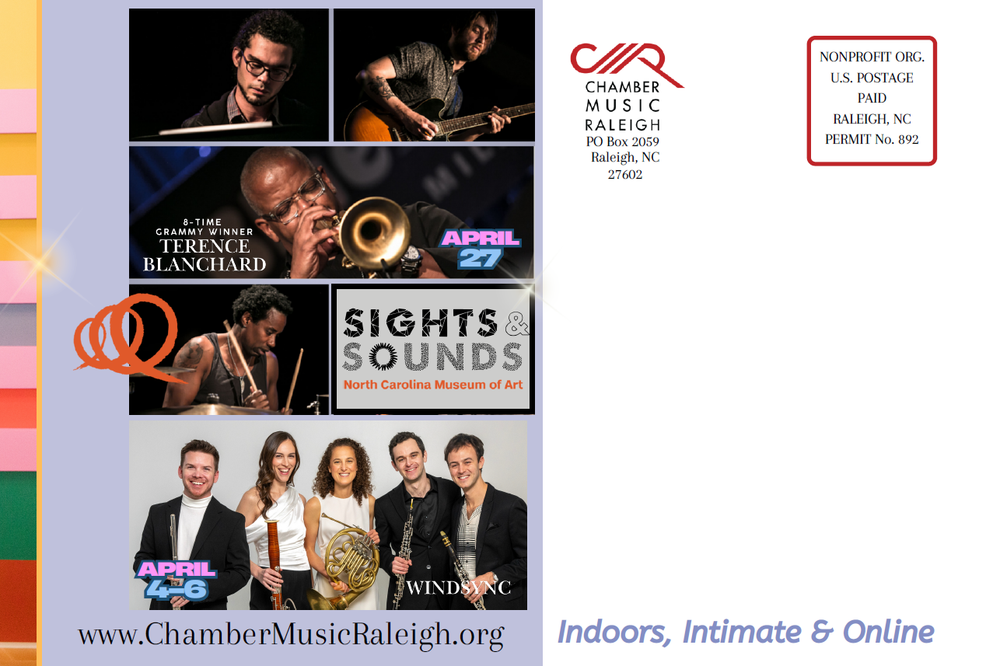 8-TIME
GRAMMY WINNER
TERENCE
BLANCHARD
APRIL
27
SIGHTS &
SOUNDS
North Carolina Museum of Art
APRIL
4–6
WINDSYNC
www.ChamberMusicRaleigh.org
CHAMBER
MUSIC
RALEIGH
PO Box 2059
Raleigh, NC
27602
NONPROFIT ORG.
U.S. POSTAGE
PAID
RALEIGH, NC
PERMIT No. 892
Indoors, Intimate & Online